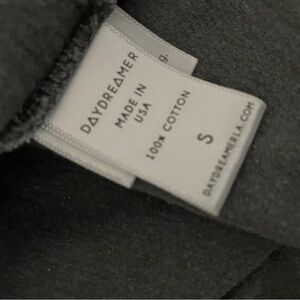 DAYDREAMER
MADE IN
USA
100% COTTON
S
DAYDREAMERLA.COM